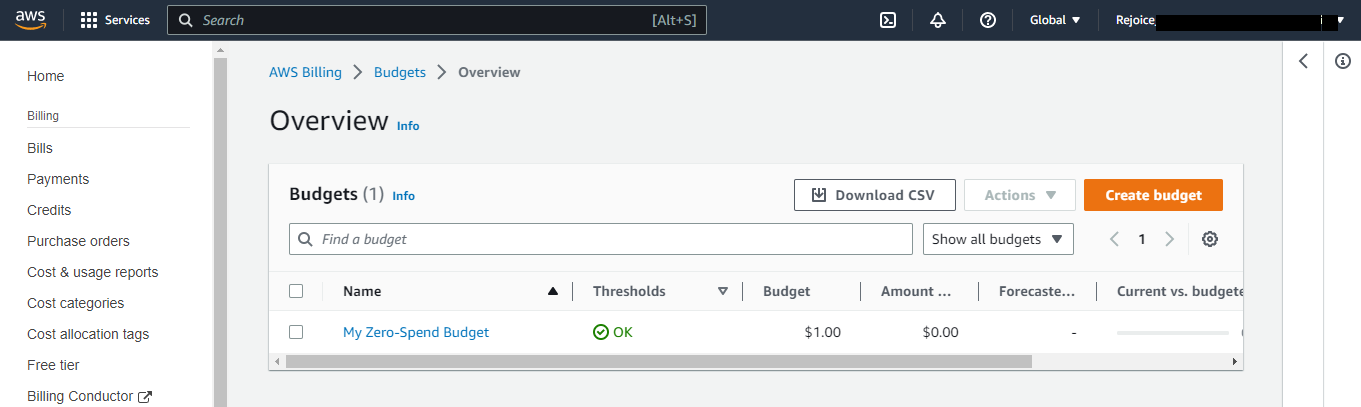 aws Services Search [Alt+S] Global Rejoice
AWS Billing Budgets Overview
Overview Info
Home
Billing
Bills
Payments
Credits
Purchase orders
Cost & usage reports
Cost categories
Cost allocation tags
Free tier
Billing Conductor
Budgets (1) Info Download CSV Actions Create budget
Find a budget Show all budgets 1
Name Thresholds Budget Amount ... Forecaste... Current vs. budgete
My Zero-Spend Budget OK $1.00 $0.00 -